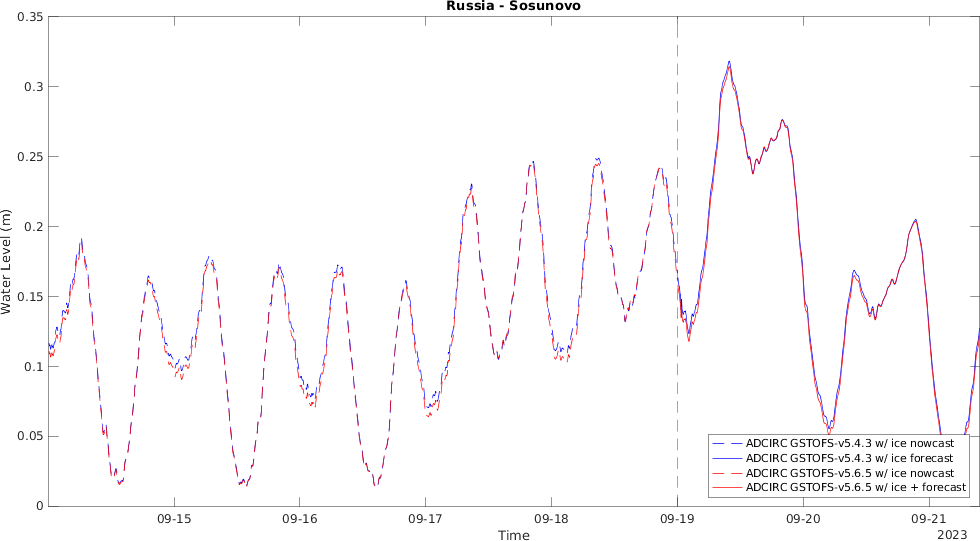 Russia - Sosunovo
0.35
0.3
0.25
0.2
0.15
0.1
0.05
0
Water Level (m)
ADCIRC GSTOFS-v5.4.3 w/ ice nowcast
ADCIRC GSTOFS-v5.4.3 w/ ice forecast
ADCIRC GSTOFS-v5.6.5 w/ ice nowcast
ADCIRC GSTOFS-v5.6.5 w/ ice + forecast
09-15 09-16 09-17 09-18 09-19 09-20 09-21
Time
2023